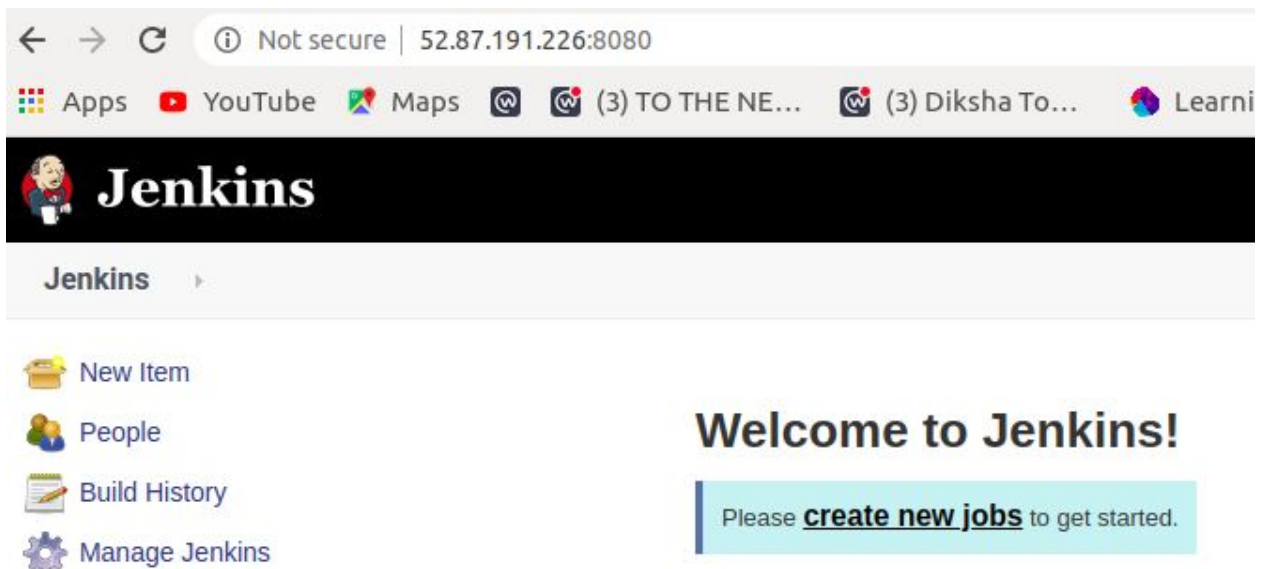 Not secure | 52.87.191.226:8080
Apps YouTube Maps (3) TO THE NE... (3) Diksha To... Learni
Jenkins
Jenkins
New Item
People
Build History
Manage Jenkins
Welcome to Jenkins!
Please create new jobs to get started.